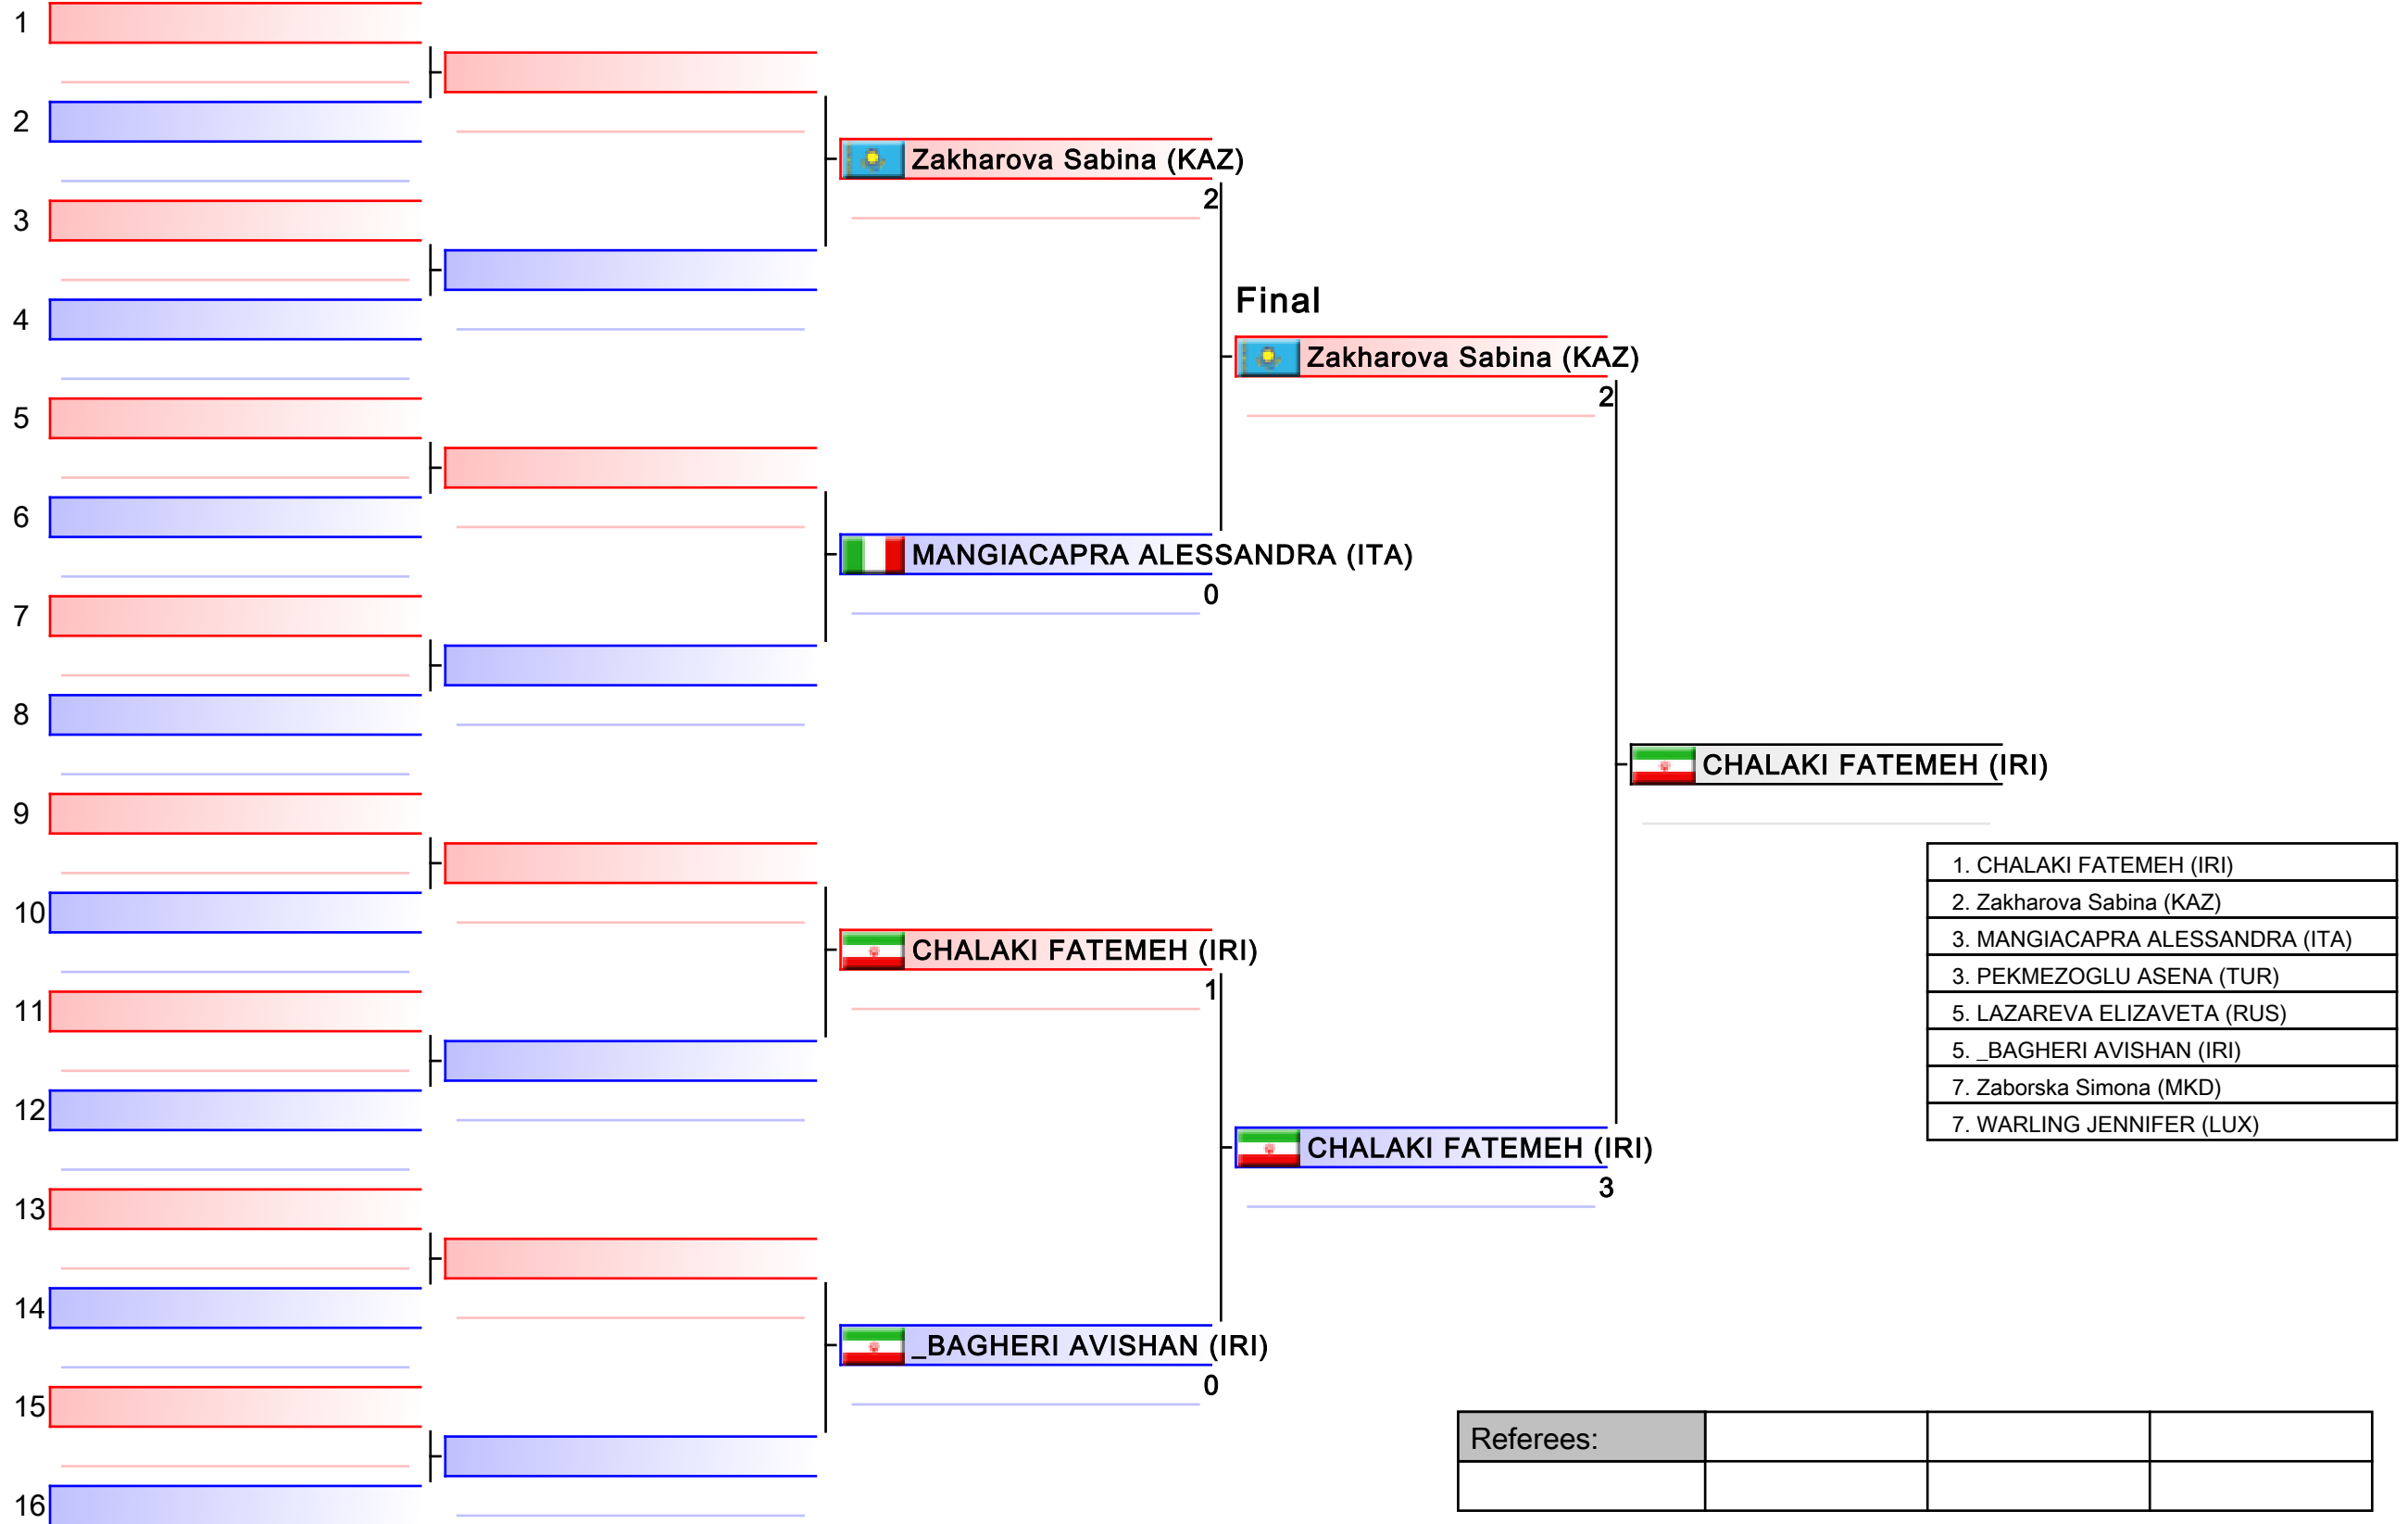 1
2
Zakharova Sabina (KAZ)
2
3
4
Final
Zakharova Sabina (KAZ)
2
5
6
MANGIACAPRA ALESSANDRA (ITA)
0
7
8
CHALAKI FATEMEH (IRI)
9
1. CHALAKI FATEMEH (IRI)
2. Zakharova Sabina (KAZ)
3. MANGIACAPRA ALESSANDRA (ITA)
3. PEKMEZOGLU ASENA (TUR)
5. LAZAREVA ELIZAVETA (RUS)
5. _BAGHERI AVISHAN (IRI)
7. Zaborska Simona (MKD)
7. WARLING JENNIFER (LUX)
10
CHALAKI FATEMEH (IRI)
1
11
12
CHALAKI FATEMEH (IRI)
3
13
14
_BAGHERI AVISHAN (IRI)
0
15
16
Referees: